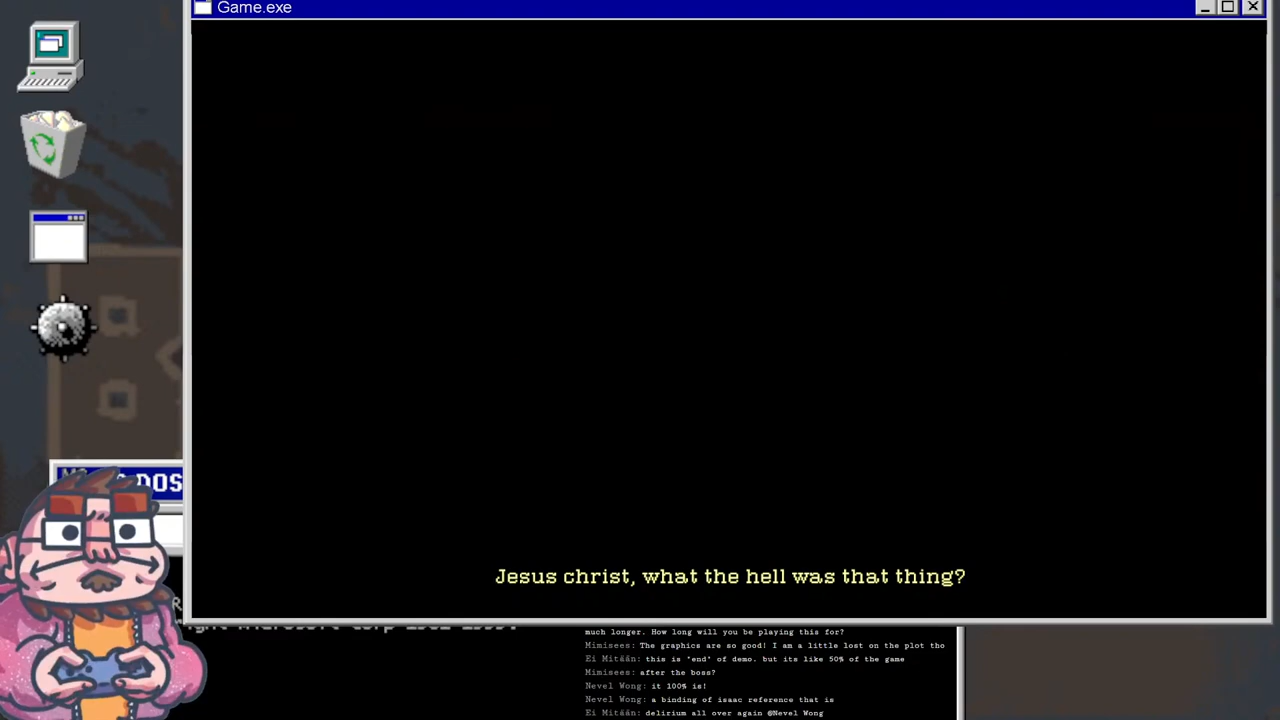 Game.exe
DOS
Jesus christ, what the hell was that thing?
much longer. How long will you be playing this for?
Mimisees: The graphics are so good! I am a little lost on the plot tho
Ei Mitään: this is "end" of demo. but its like 50% of the game
Mimisees: after the boss?
Nevel Wong: it 100% is!
Nevel Wong: a binding of isaac reference that is
Ei Mitään: delirium all over again @Nevel Wong